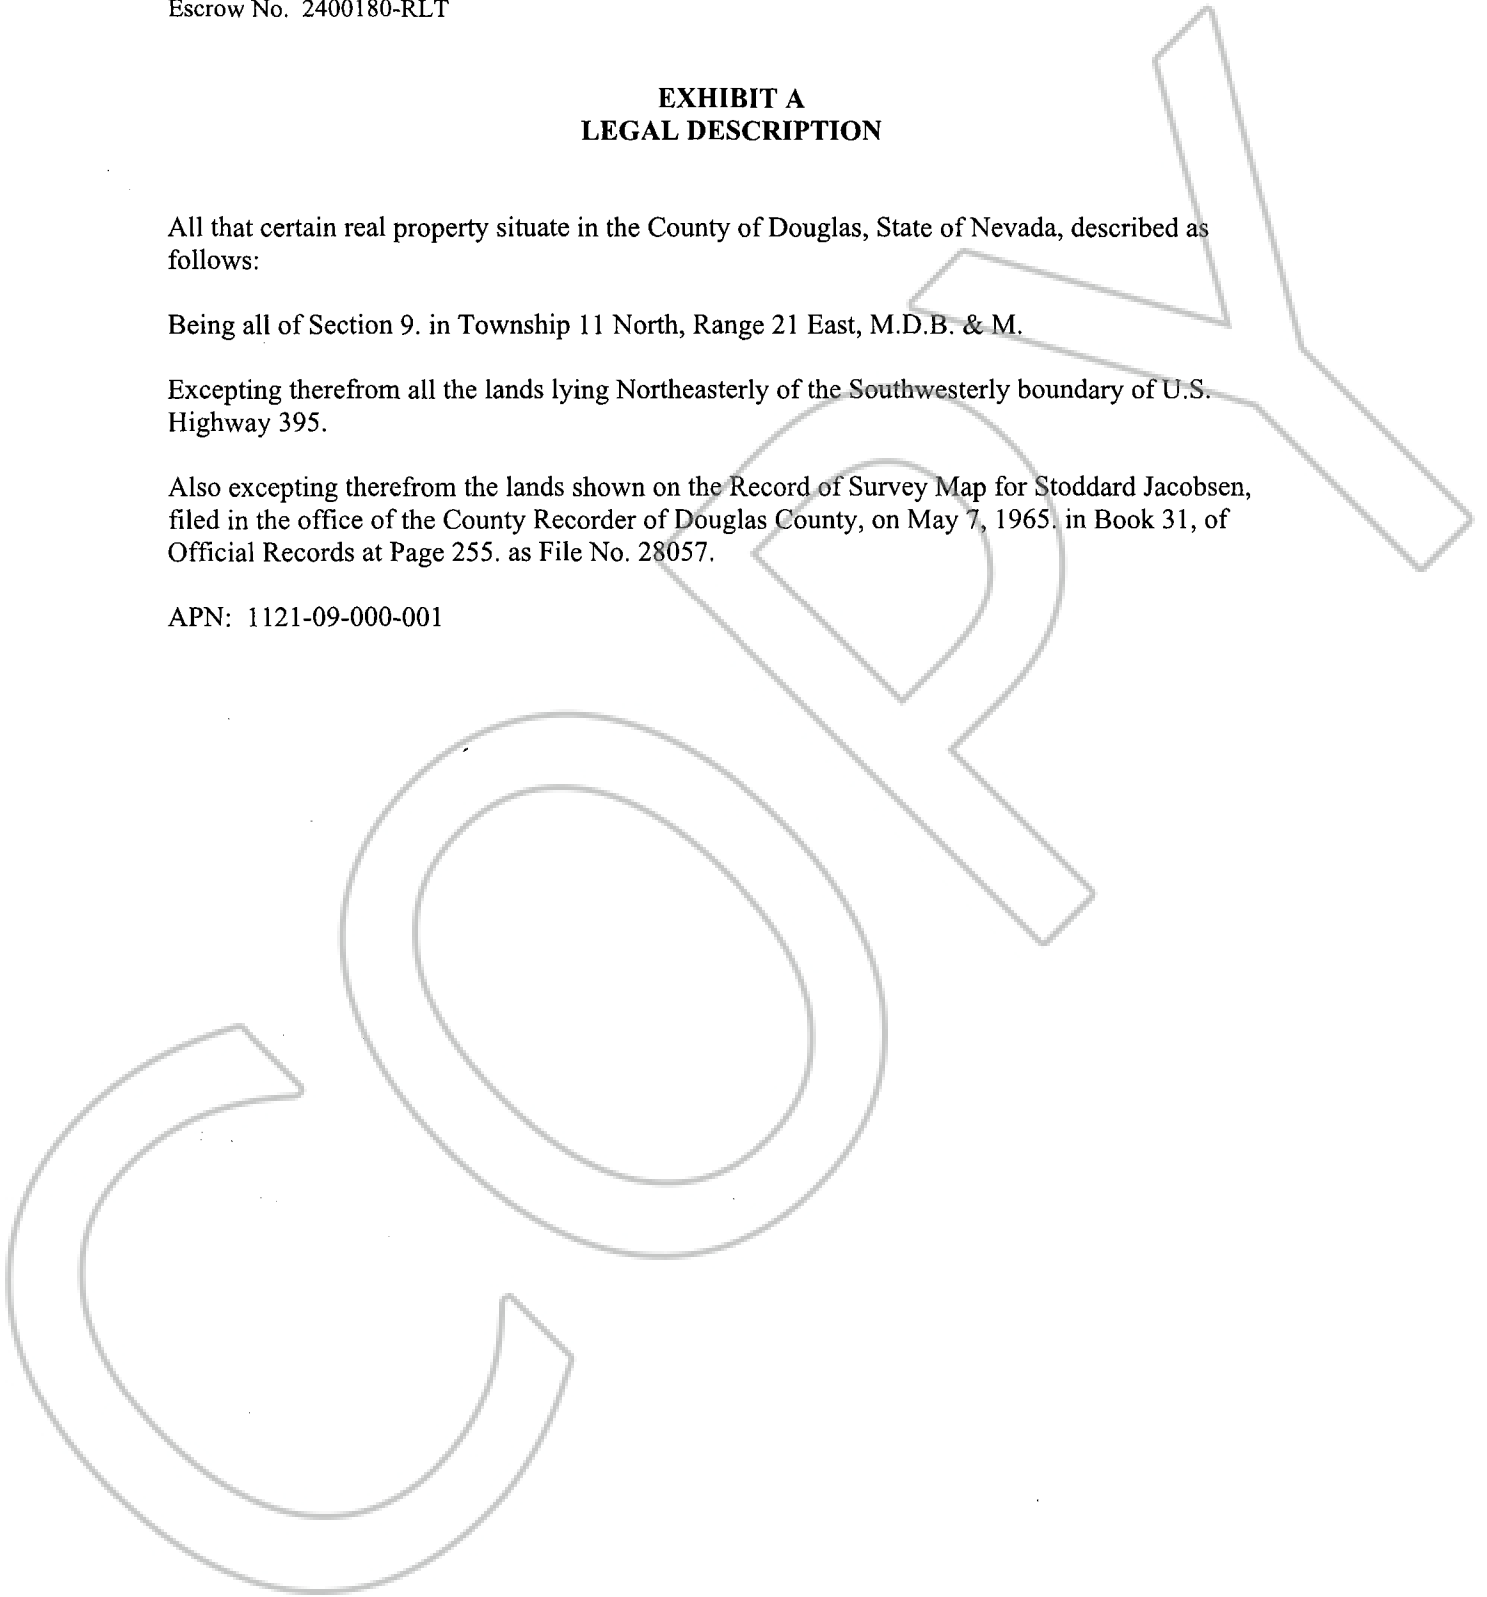 Escrow No. 2400180-RLT
EXHIBIT A
LEGAL DESCRIPTION
All that certain real property situate in the County of Douglas, State of Nevada, described as
follows:
Being all of Section 9. in Township 11 North, Range 21 East, M.D.B. & M.
Excepting therefrom all the lands lying Northeasterly of the Southwesterly boundary of U.S.
Highway 395.
Also excepting therefrom the lands shown on the Record of Survey Map for Stoddard Jacobsen,
filed in the office of the County Recorder of Douglas County, on May 7, 1965. in Book 31, of
Official Records at Page 255. as File No. 28057.
APN: 1121-09-000-001
COPY